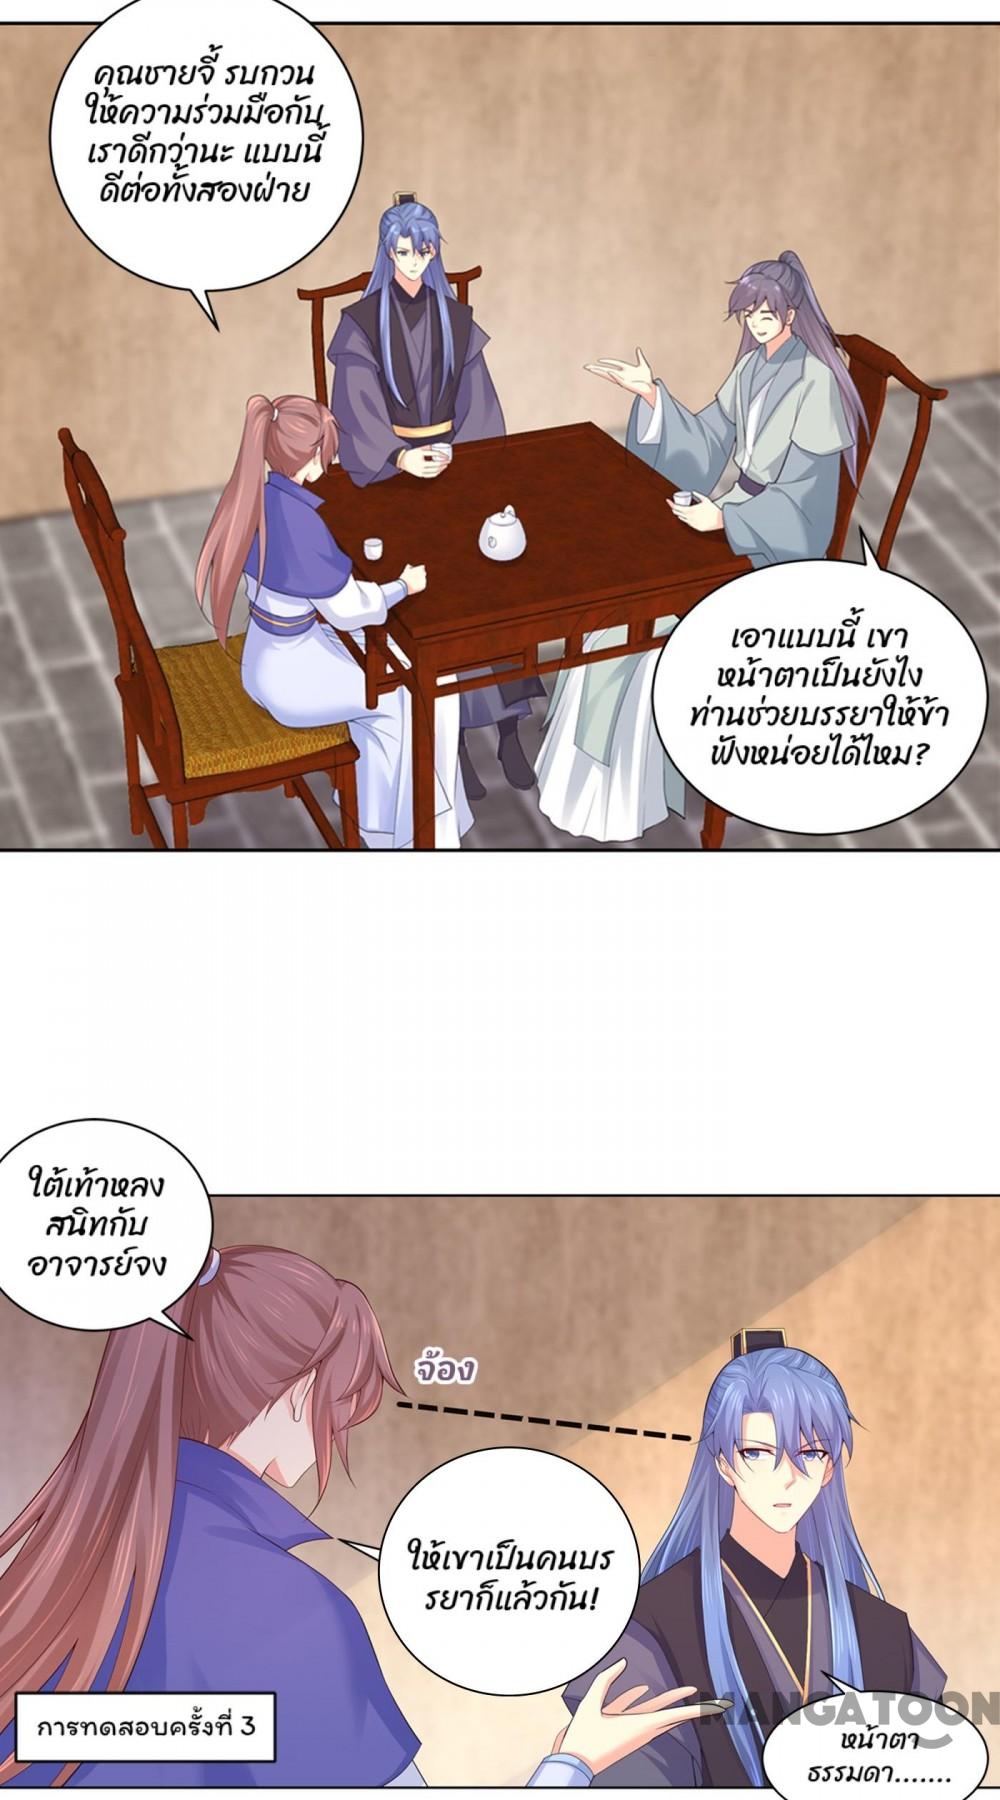 คุณชายจี้ รบกวน
ให้ความร่วมมือกับ
เราดีกว่านะ แบบนี้
ดีต่อทั้งสองฝ่าย
เอาแบบนี้ เขา
หน้าตาเป็นยังไง
ท่านช่วยบรรยาให้ข้า
ฟังหน่อยได้ไหม?
ใต้เท้าหลง
สนิทกับ
อาจารย์จง
จ้อง
ให้เขาเป็นคนบร
รยาก็แล้วกัน!
การทดสอบครั้งที่ 3
MANGATOON
หน้าตา
ธรรมดา.......